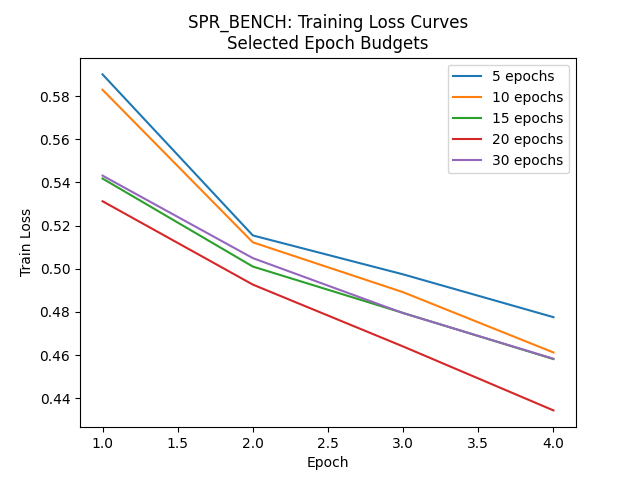 SPR_BENCH: Training Loss Curves
Selected Epoch Budgets
5 epochs
10 epochs
15 epochs
20 epochs
30 epochs
Train Loss
0.58
0.56
0.54
0.52
0.50
0.48
0.46
0.44
1.0 1.5 2.0 2.5 3.0 3.5 4.0
Epoch